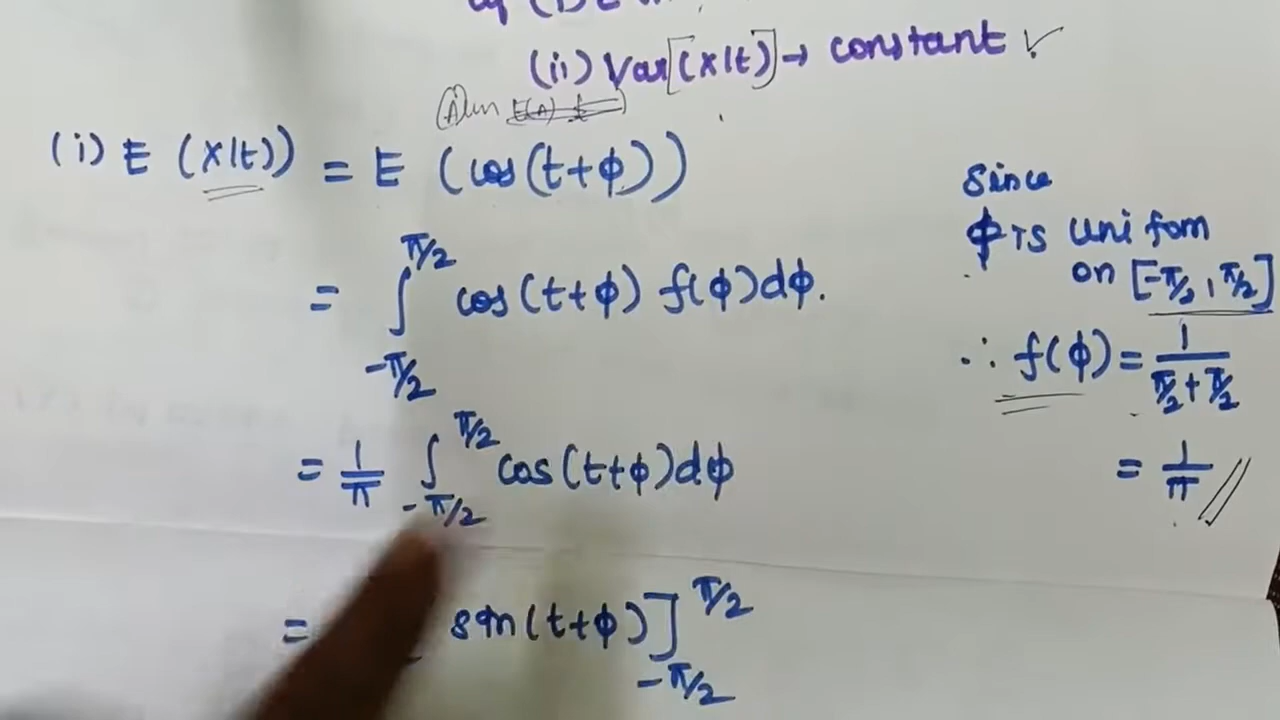 (ii) Var[X(t)] → constant ✓
(i) E (X(t)) = E (cos(t+φ))
= ∫_{-π/2}^{π/2} cos(t+φ) f(φ)dφ.
= 1/π ∫_{-π/2}^{π/2} cos(t+φ)dφ
= sin(t+φ)]_{-π/2}^{π/2}
Since
φ is uniform
on [-π/2, π/2]
∴ f(φ) = 1/(π/2+π/2)
= 1/π //